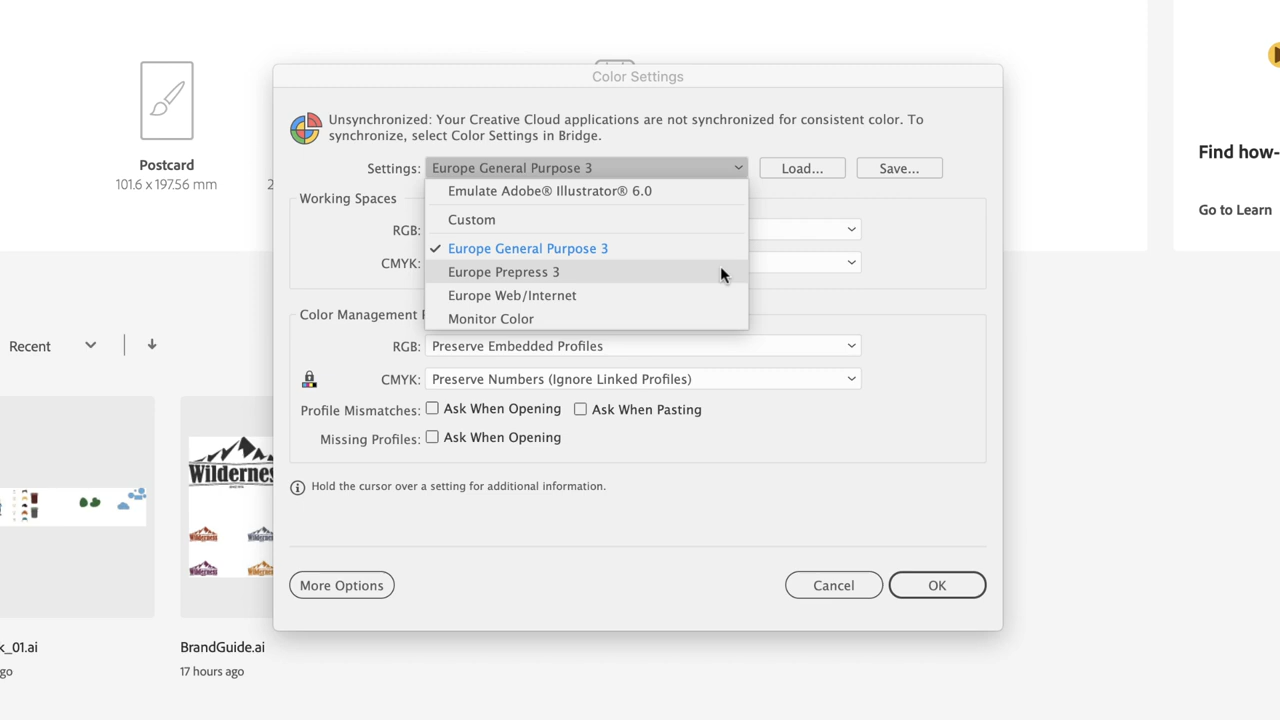 Color Settings
Unsynchronized: Your Creative Cloud applications are not synchronized for consistent color. To
synchronize, select Color Settings in Bridge.
Settings: Europe General Purpose 3
Load...
Save...
Emulate Adobe® Illustrator® 6.0
Custom
Europe General Purpose 3
Europe Prepress 3
Europe Web/Internet
Monitor Color
Working Spaces
RGB:
CMYK:
Color Management
RGB: Preserve Embedded Profiles
CMYK: Preserve Numbers (Ignore Linked Profiles)
Profile Mismatches: Ask When Opening Ask When Pasting
Missing Profiles: Ask When Opening
Hold the cursor over a setting for additional information.
More Options
Cancel
OK
Postcard
101.6 x 197.56 mm
2
Find how-
Go to Learn
Recent
Wilderness
Wilderness
Wilderness
k_01.ai
go
BrandGuide.ai
17 hours ago